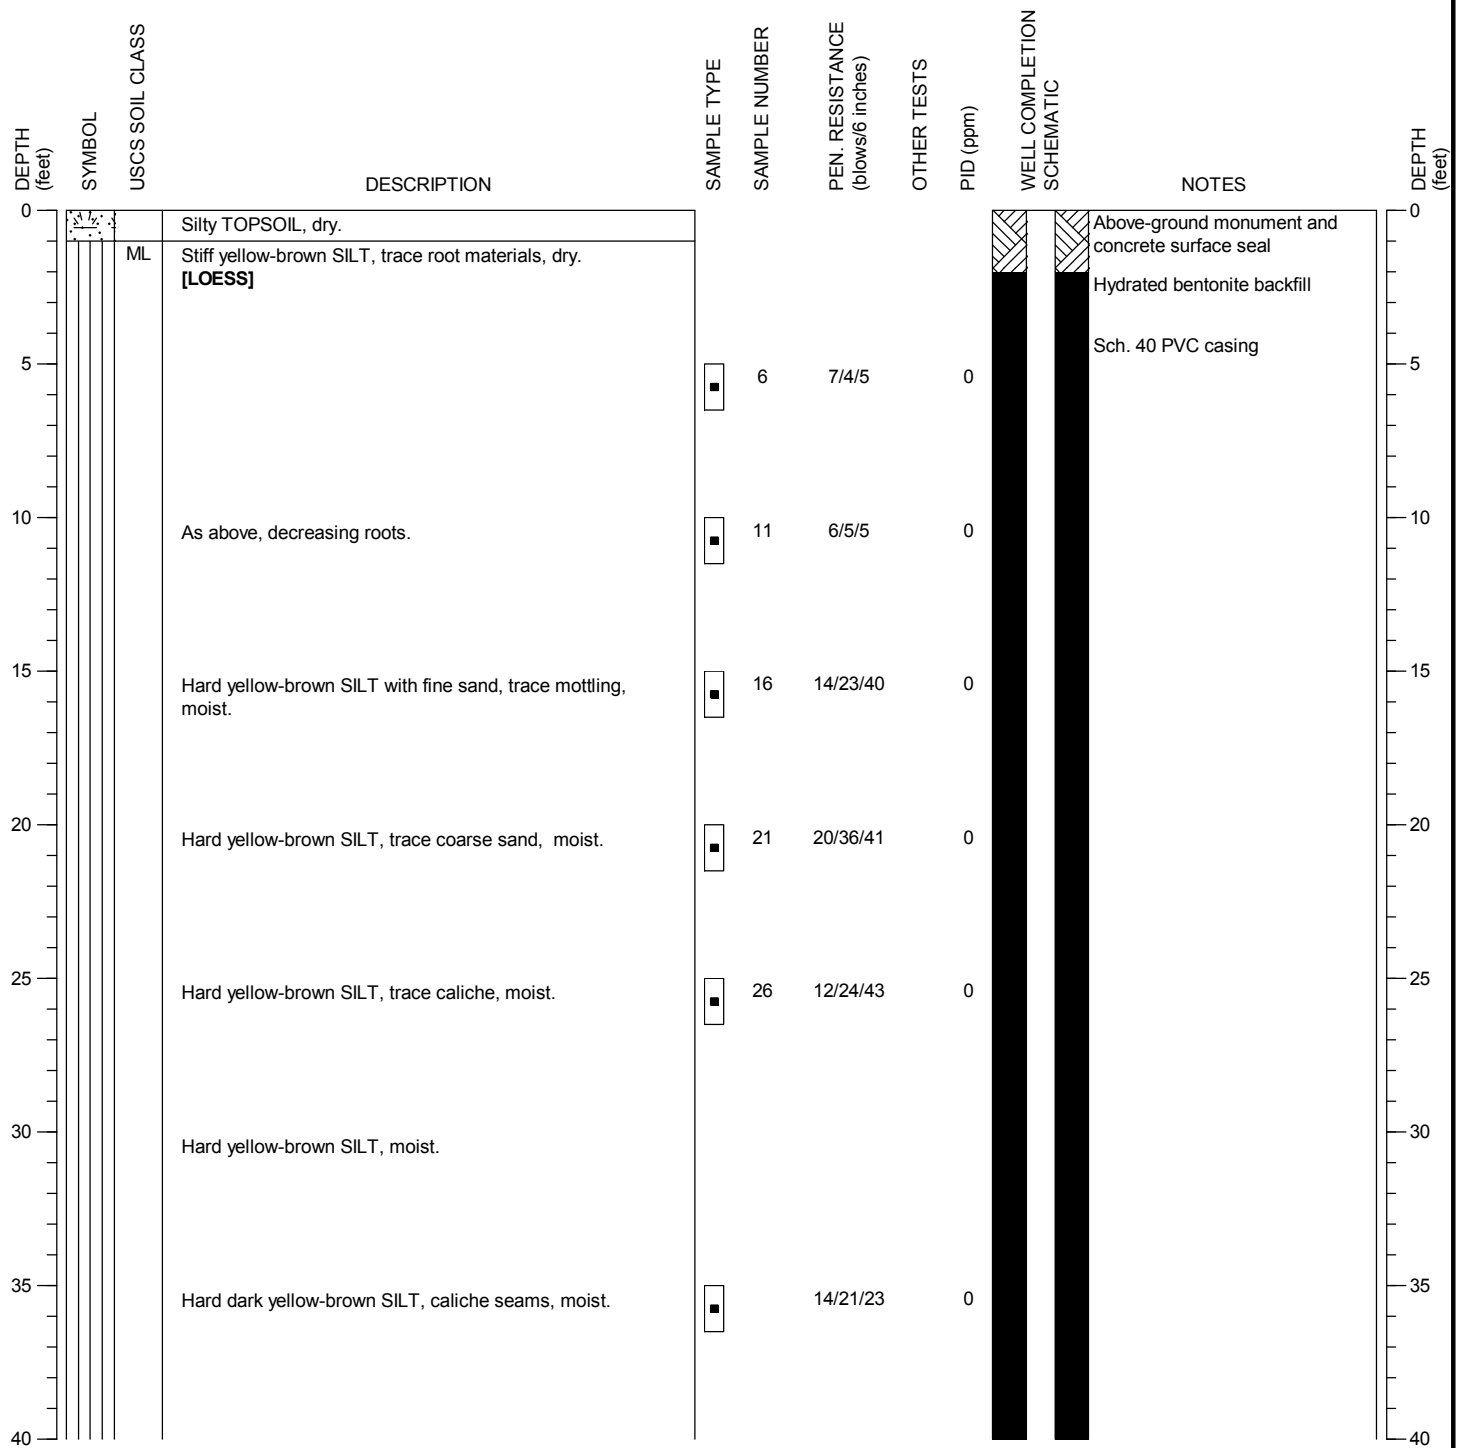 DEPTH
(feet)
SYMBOL
USCS SOIL CLASS
DESCRIPTION
SAMPLE TYPE
SAMPLE NUMBER
PEN. RESISTANCE
(blows/6 inches)
OTHER TESTS
PID (ppm)
WELL COMPLETION
SCHEMATIC
NOTES
DEPTH
(feet)
0
Silty TOPSOIL, dry.
Above-ground monument and
concrete surface seal
0
ML
Stiff yellow-brown SILT, trace root materials, dry.
[LOESS]
Hydrated bentonite backfill
Sch. 40 PVC casing
5
6
7/4/5
0
5
10
As above, decreasing roots.
11
6/5/5
0
10
15
Hard yellow-brown SILT with fine sand, trace mottling,
moist.
16
14/23/40
0
15
20
Hard yellow-brown SILT, trace coarse sand, moist.
21
20/36/41
0
20
25
Hard yellow-brown SILT, trace caliche, moist.
26
12/24/43
0
25
30
Hard yellow-brown SILT, moist.
30
35
Hard dark yellow-brown SILT, caliche seams, moist.
14/21/23
0
35
40
40